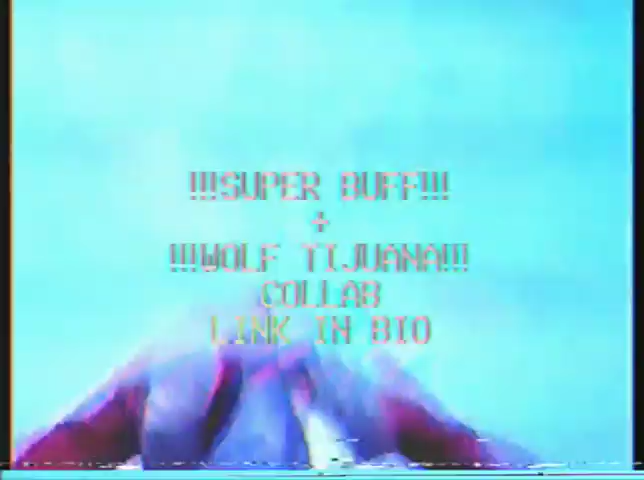 !!!SUPER BUFF!!!
+
!!!WOLF TIJUANA!!!
COLLAB
LINK IN BIO